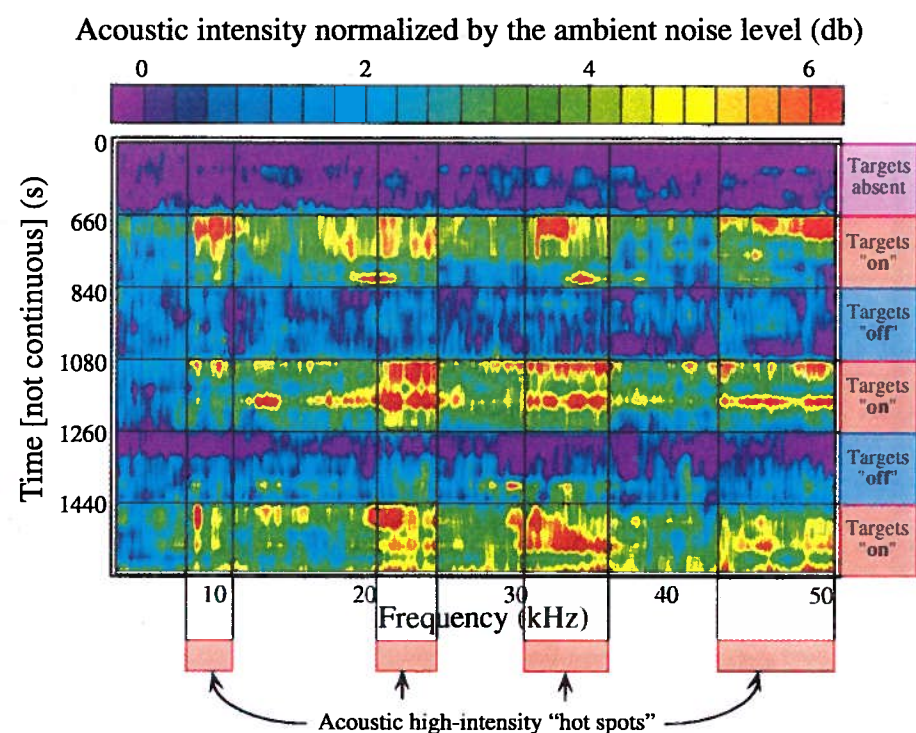 Acoustic intensity normalized by the ambient noise level (db)
0 2 4 6
Time [not continuous] (s)
0
660
840
1080
1260
1440
Targets
absent
Targets
"on"
Targets
"off"
Targets
"on"
Targets
"off"
Targets
"on"
10 20 30 40 50
Frequency (kHz)
Acoustic high-intensity “hot spots”